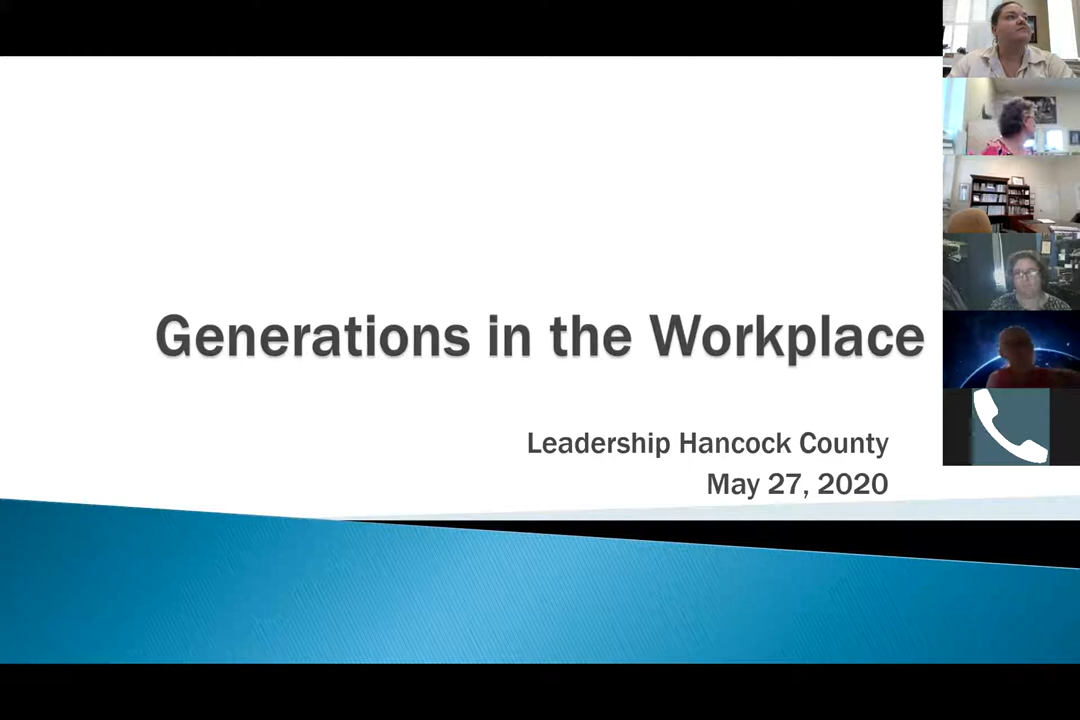 Generations in the Workplace
Leadership Hancock County
May 27, 2020